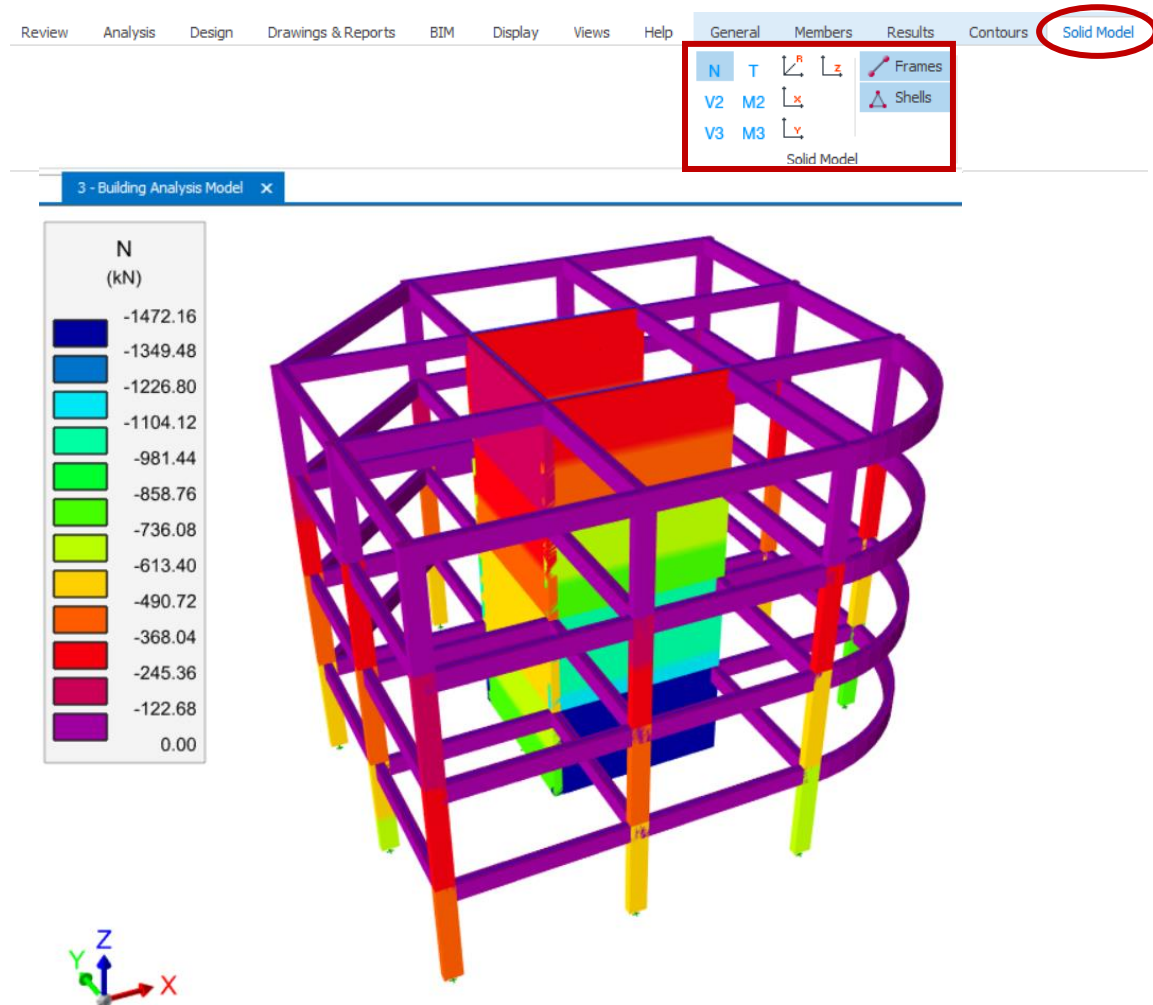 Review Analysis Design Drawings & Reports BIM Display Views Help General Members Results Contours Solid Model
N T R Z Frames
V2 M2 X Shells
V3 M3 Y
Solid Model
3 - Building Analysis Model ×
N
(kN)
-1472.16
-1349.48
-1226.80
-1104.12
-981.44
-858.76
-736.08
-613.40
-490.72
-368.04
-245.36
-122.68
0.00
Z
Y
X